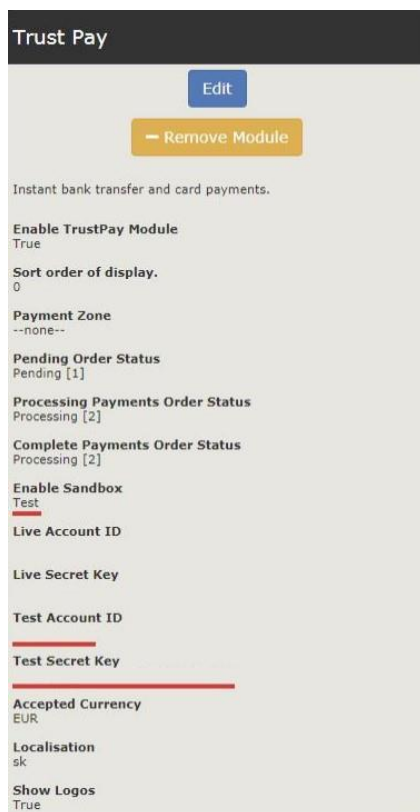 Trust Pay
Edit
– Remove Module
Instant bank transfer and card payments.
Enable TrustPay Module
True
Sort order of display.
0
Payment Zone
--none--
Pending Order Status
Pending [1]
Processing Payments Order Status
Processing [2]
Complete Payments Order Status
Processing [2]
Enable Sandbox
Test
Live Account ID
Live Secret Key
Test Account ID
Test Secret Key
Accepted Currency
EUR
Localisation
sk
Show Logos
True